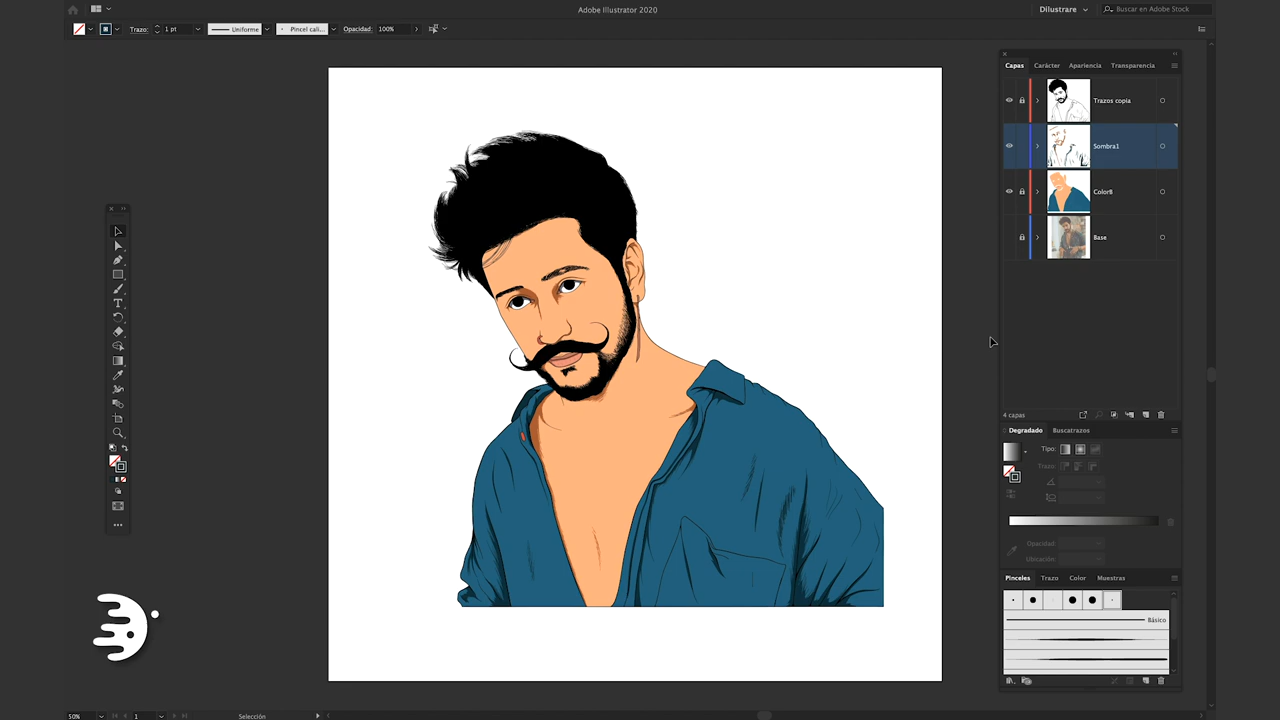 Adobe Illustrator 2020
Dilustrare
Buscar en Adobe Stock
Trazo:
1 pt
Uniforme
Pincel cali...
Opacidad:
100%
Capas
Carácter
Apariencia
Transparencia
Trazos copia
Sombra1
ColorB
Base
4 capas
Degradado
Buscatrazos
Tipo:
Trazo:
Opacidad:
Ubicación:
Pinceles
Trazo
Color
Muestras
Básico
50%
1
Selección